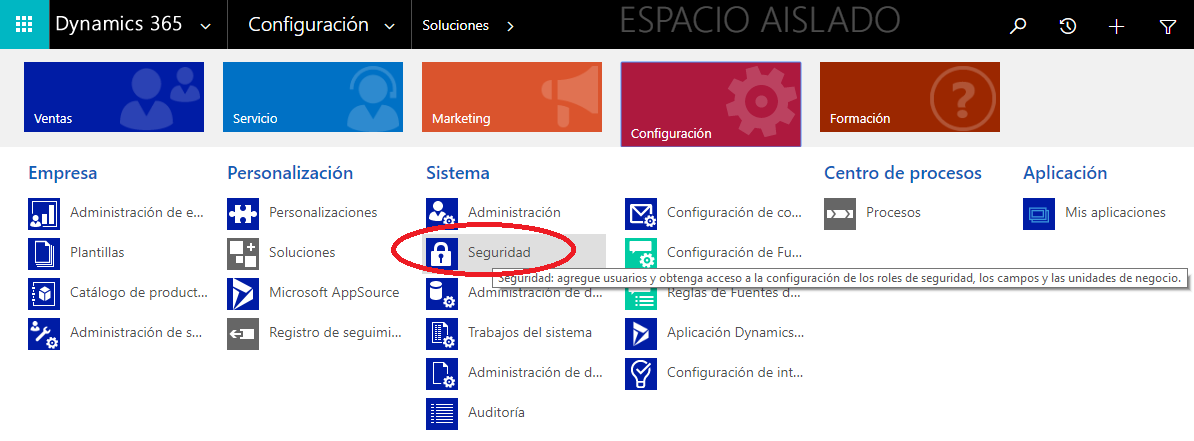 Dynamics 365
Configuración
Soluciones
ESPACIO AISLADO
Ventas
Servicio
Marketing
Configuración
Formación
Empresa
Administración de e...
Plantillas
Catálogo de product...
Administración de s...
Personalización
Personalizaciones
Soluciones
Microsoft AppSource
Registro de seguimi...
Sistema
Administración
Seguridad
Seguridad: agregue usuarios y obtenga acceso a la configuración de los roles de seguridad, los campos y las unidades de negocio.
Administración de d...
Trabajos del sistema
Administración de d...
Auditoría
Configuración de co...
Configuración de Fu...
Reglas de Fuentes d...
Aplicación Dynamics...
Configuración de int...
Centro de procesos
Procesos
Aplicación
Mis aplicaciones